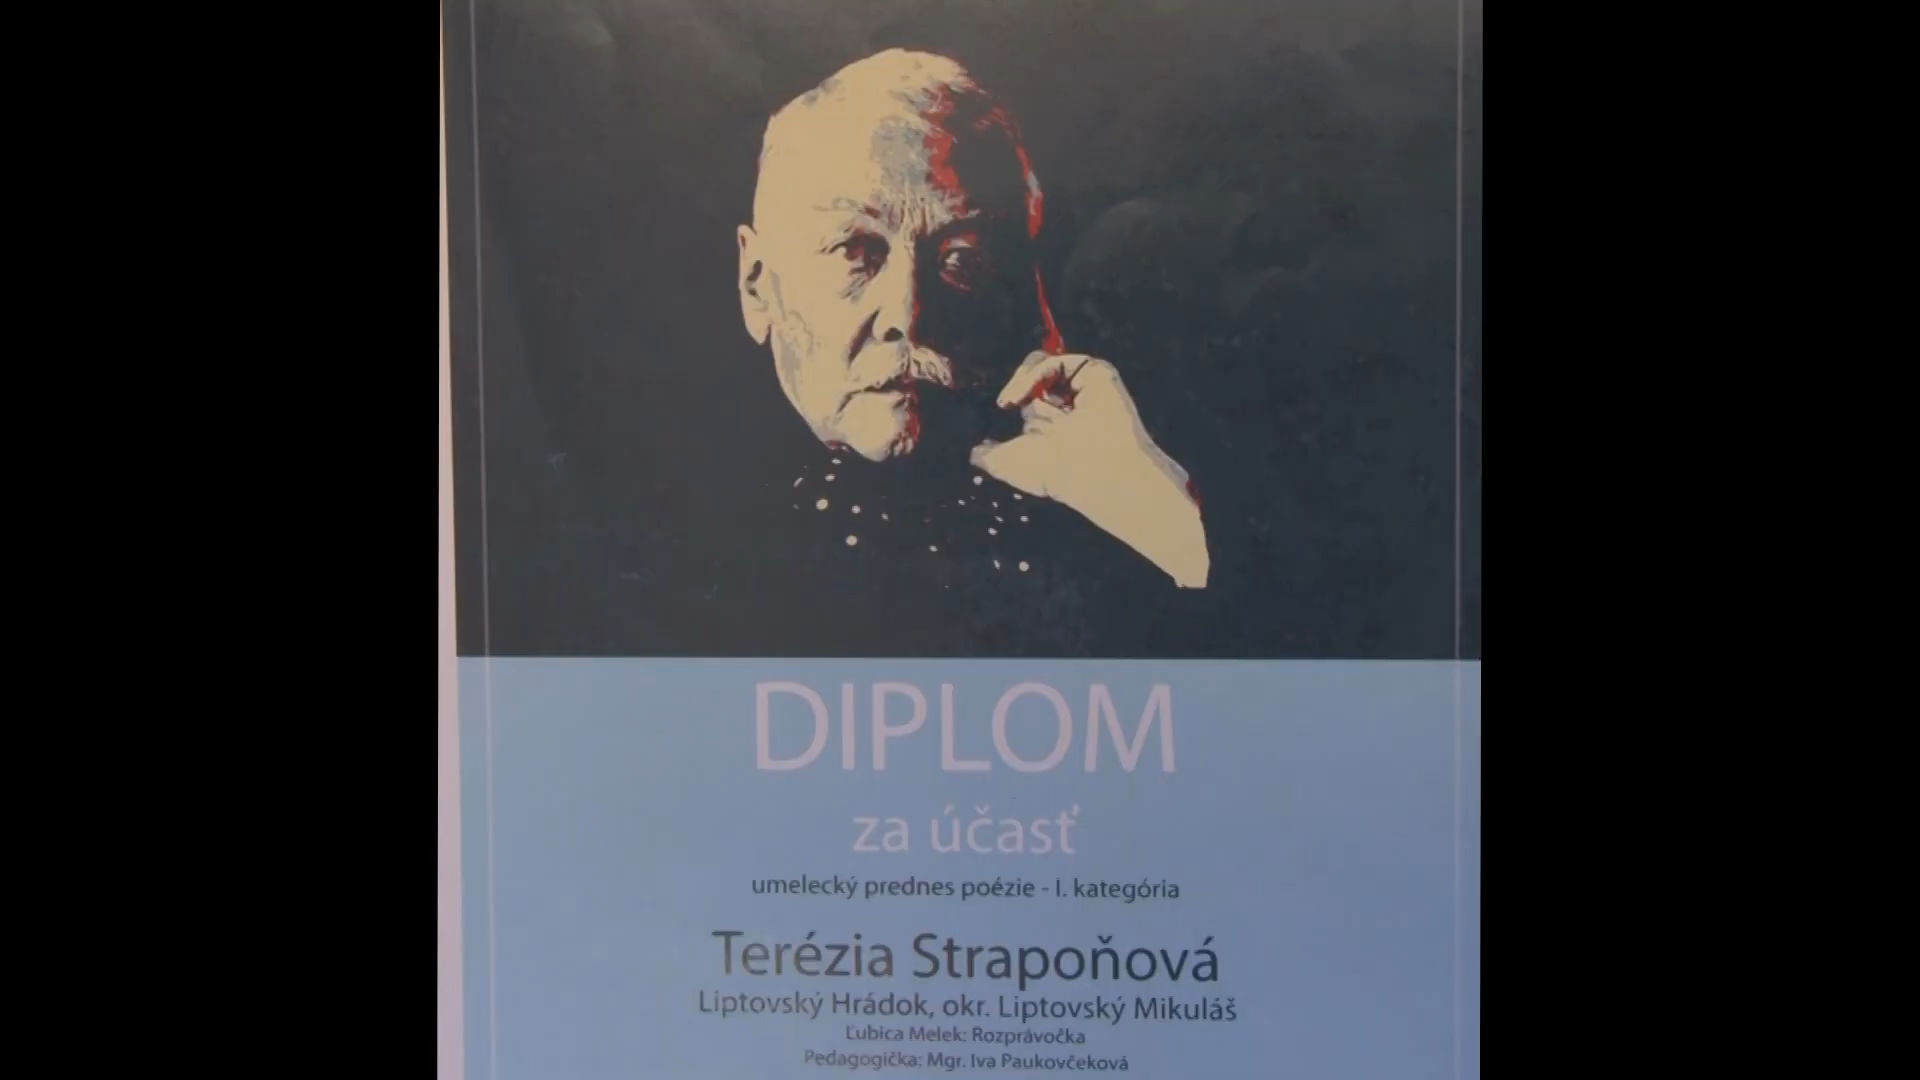 DIPLOM
za účasť
umelecký prednes poézie - I. kategória
Terézia Strapoňová
Liptovský Hrádok, okr. Liptovský Mikuláš
Ľubica Melek: Rozprávočka
Pedagogička: Mgr. Iva Paukovčeková